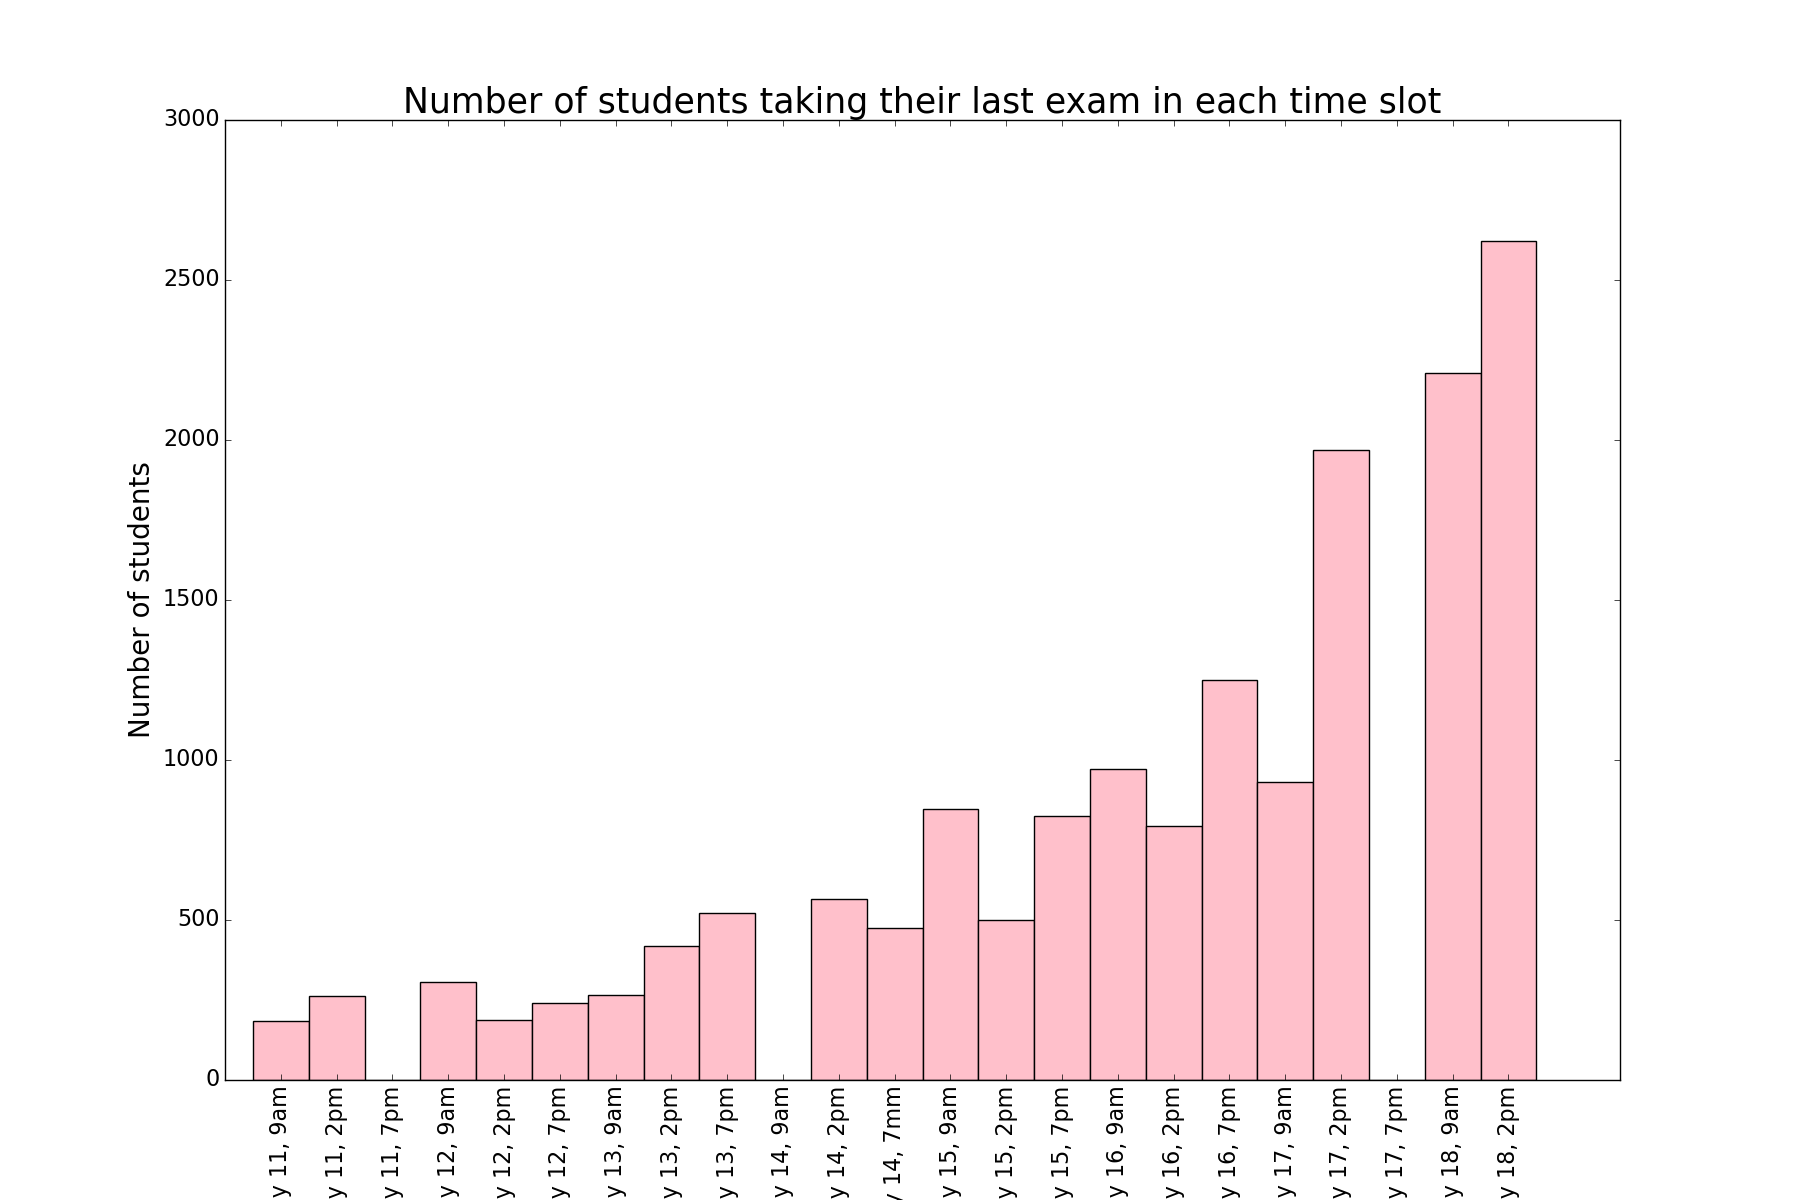 Number of students taking their last exam in each time slot
3000
2500
2000
1500
1000
500
0
Number of students
y 11, 9am
y 11, 2pm
y 11, 7pm
y 12, 9am
y 12, 2pm
y 12, 7pm
y 13, 9am
y 13, 2pm
y 13, 7pm
y 14, 9am
y 14, 2pm
y 14, 7mm
y 15, 9am
y 15, 2pm
y 15, 7pm
y 16, 9am
y 16, 2pm
y 16, 7pm
y 17, 9am
y 17, 2pm
y 17, 7pm
y 18, 9am
y 18, 2pm